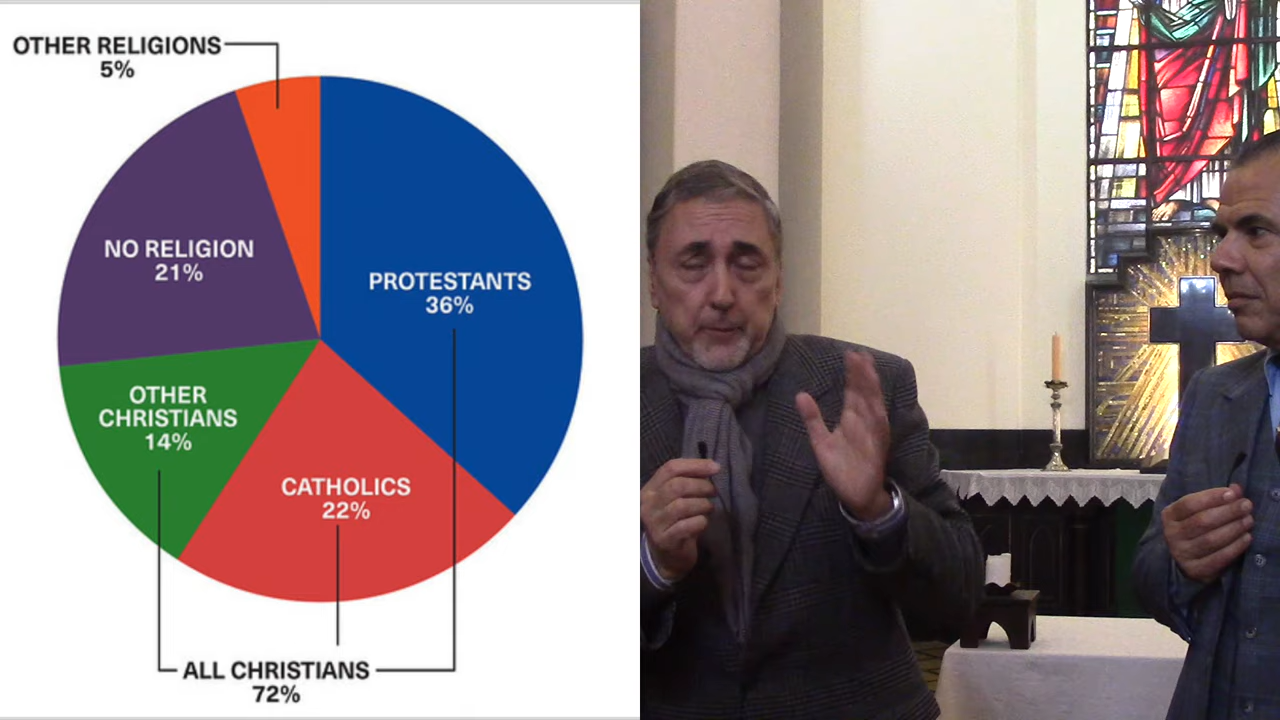 OTHER RELIGIONS
5%
NO RELIGION
21%
PROTESTANTS
36%
OTHER
CHRISTIANS
14%
CATHOLICS
22%
ALL CHRISTIANS
72%